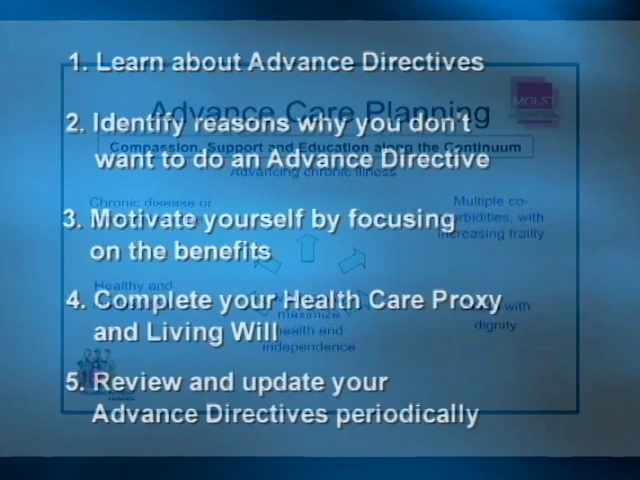 1. Learn about Advance Directives
Advance Care Planning
MOLST
2. Identify reasons why you don't
want to do an Advance Directive
Compassion, Support and Education along the Continuum
Advancing chronic illness
Chronic disease or
Multiple co-
morbidities, with
increasing frailty
3. Motivate yourself by focusing
on the benefits
Healthy and
4. Complete your Health Care Proxy
and Living Will
maximize
health and
independence
with
dignity
5. Review and update your
Advance Directives periodically